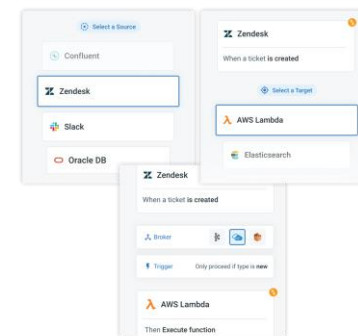 Select a Source
Confluent
Zendesk
Slack
Oracle DB
Zendesk
When a ticket is created
Select a Target
AWS Lambda
Elasticsearch
Zendesk
When a ticket is created
Broker
Trigger
Only proceed if type is new
AWS Lambda
Then Execute function